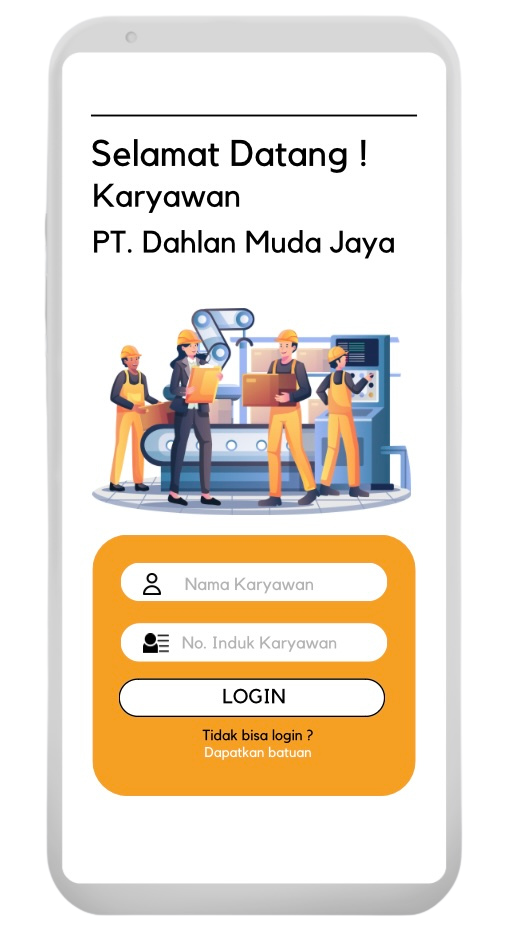 Selamat Datang !
Karyawan
PT. Dahlan Muda Jaya
Nama Karyawan
No. Induk Karyawan
LOGIN
Tidak bisa login ?
Dapatkan batuan